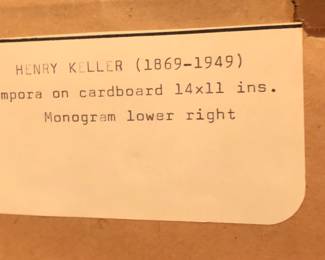 HENRY KELLER (1869-1949)
mpora on cardboard 14x11 ins.
Monogram lower right